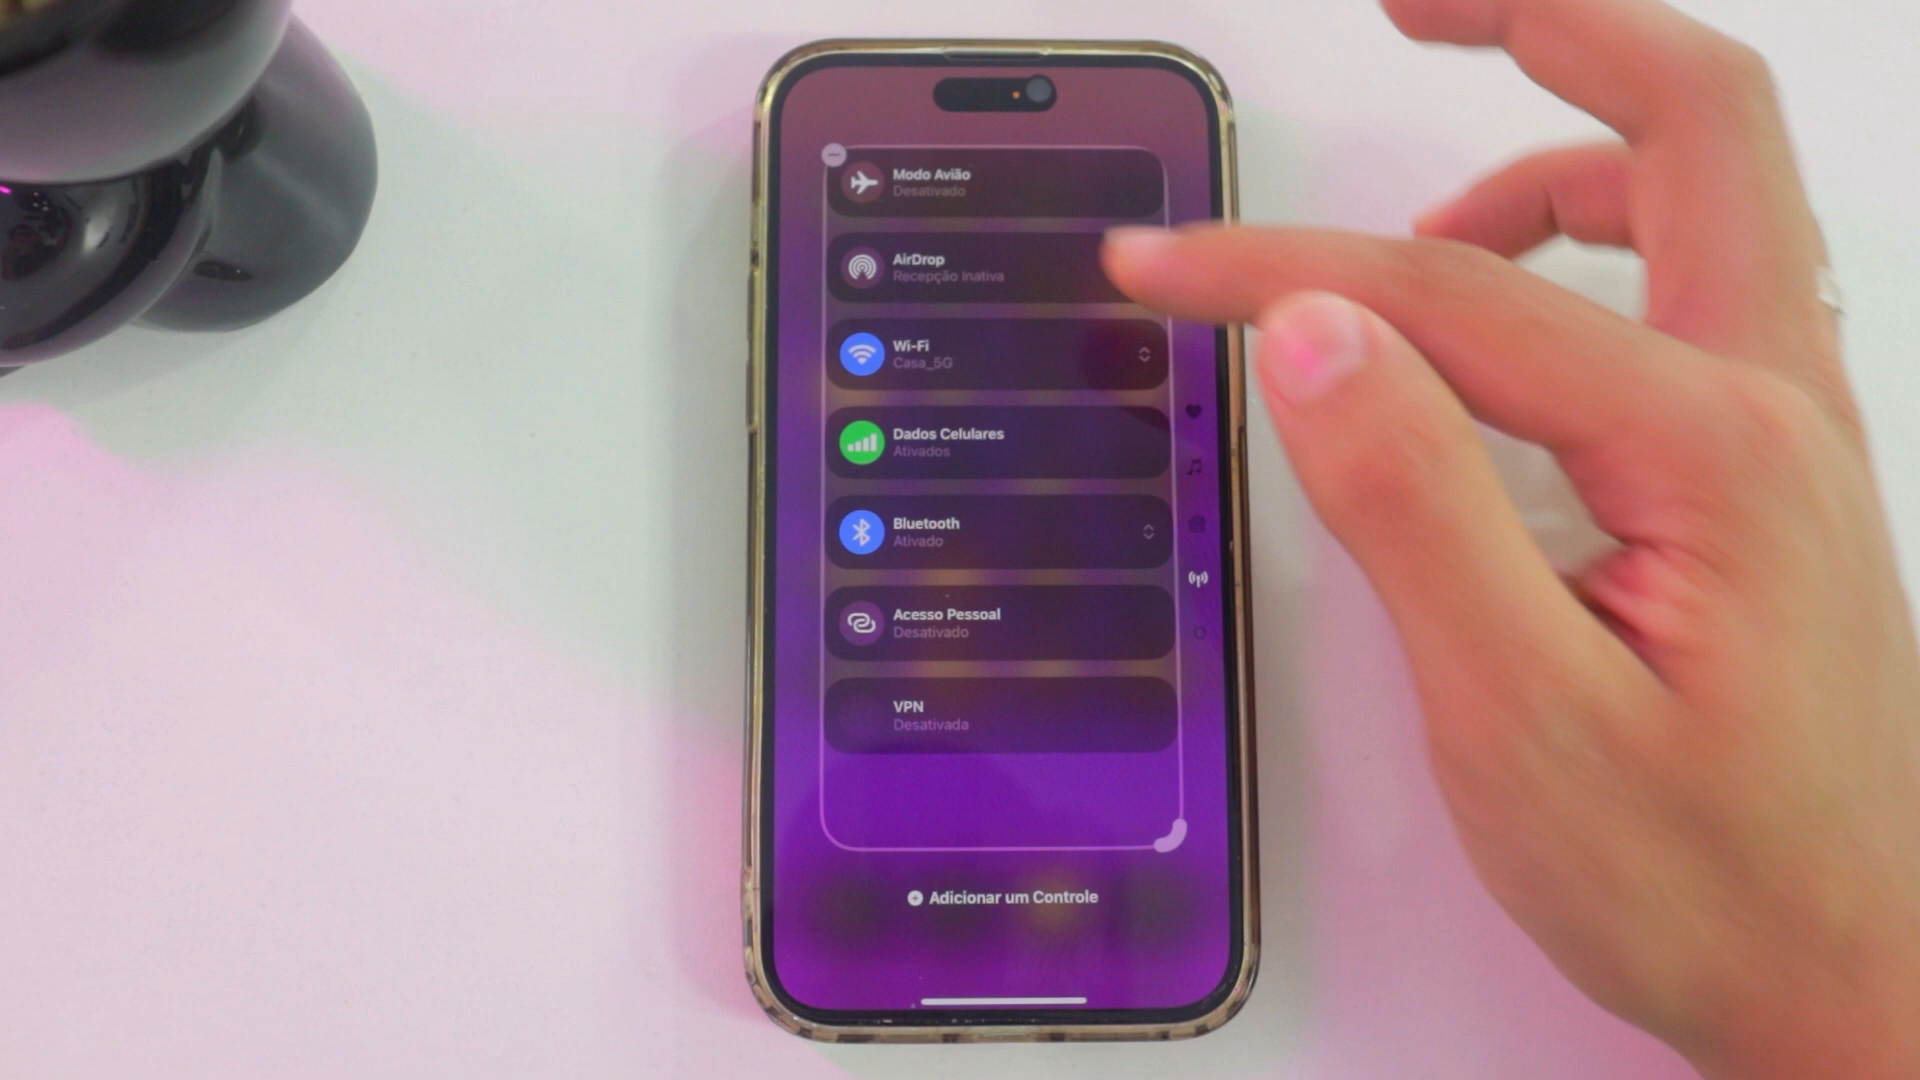 Modo Avião
Desativado
AirDrop
Recepção Inativa
Wi-Fi
Casa_5G
Dados Celulares
Ativados
Bluetooth
Ativado
Acesso Pessoal
Desativado
VPN
Desativada
Adicionar um Controle